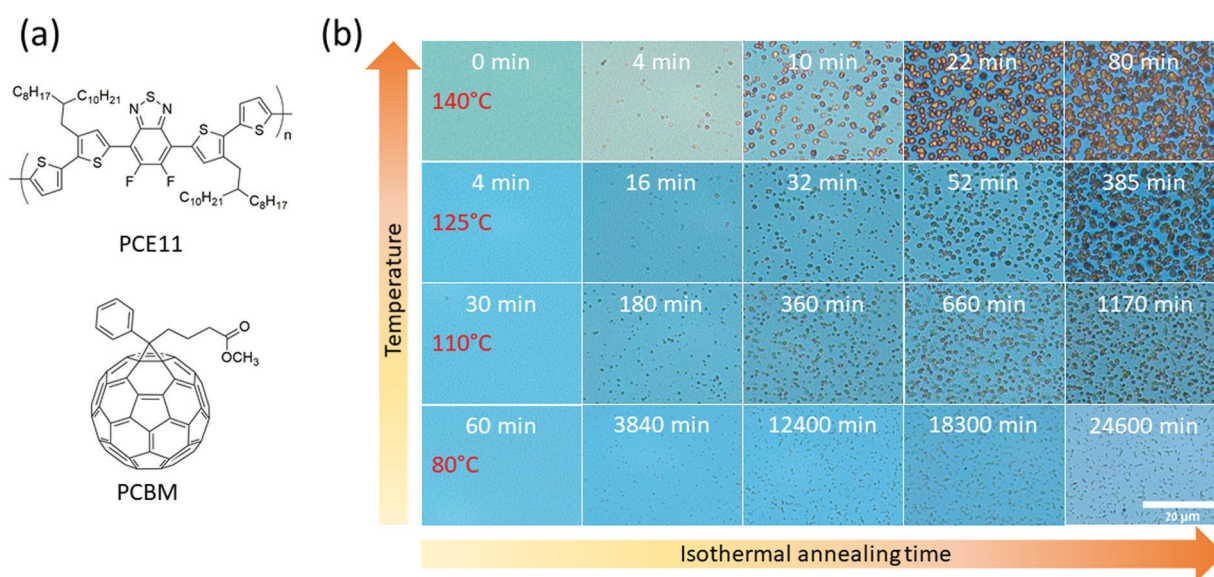 (a)
C₈H₁₇
C₁₀H₂₁
S
N
N
S
S
n
S
S
F
F
C₁₀H₂₁
C₈H₁₇
PCE11
O
OCH₃
PCBM
(b)
Temperature
0 min
4 min
10 min
22 min
80 min
140°C
4 min
16 min
32 min
52 min
385 min
125°C
30 min
180 min
360 min
660 min
1170 min
110°C
60 min
3840 min
12400 min
18300 min
24600 min
80°C
20 µm
Isothermal annealing time